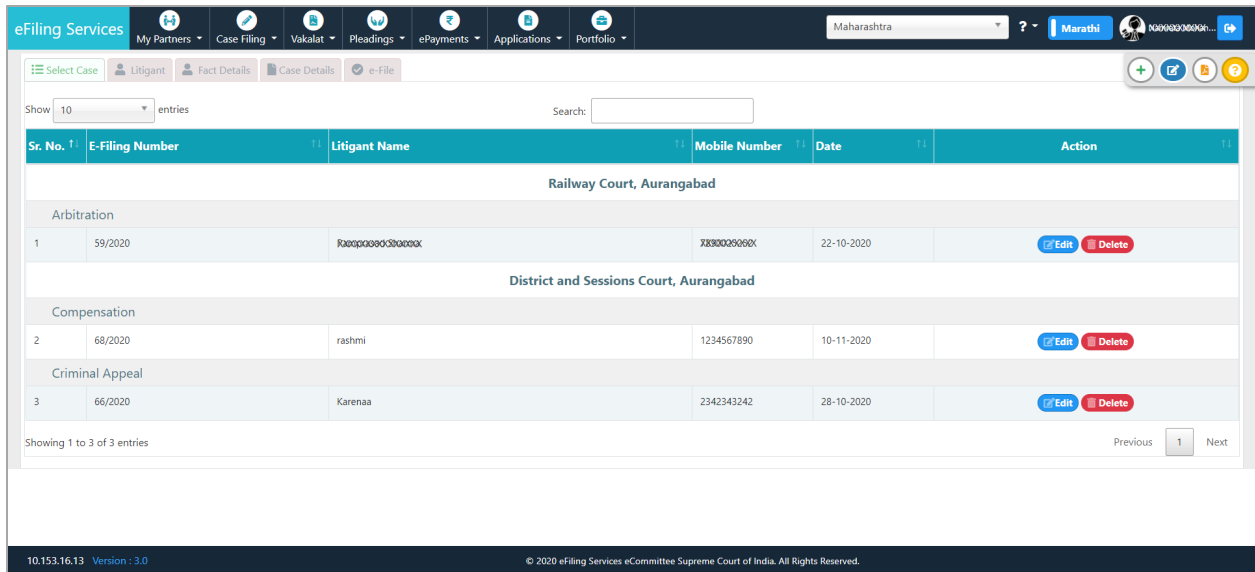 eFiling Services My Partners Case Filing Vakalat Pleadings ePayments Applications Portfolio Maharashtra ? Marathi
Select Case Litigant Fact Details Case Details e-File
Show 10 entries Search:
Sr. No. E-Filing Number Litigant Name Mobile Number Date Action
Railway Court, Aurangabad
Arbitration
1 59/2020 22-10-2020 Edit Delete
District and Sessions Court, Aurangabad
Compensation
2 68/2020 rashmi 1234567890 10-11-2020 Edit Delete
Criminal Appeal
3 66/2020 Karenaa 2342343242 28-10-2020 Edit Delete
Showing 1 to 3 of 3 entries Previous 1 Next
10.153.16.13 Version : 3.0 © 2020 eFiling Services eCommittee Supreme Court of India. All Rights Reserved.